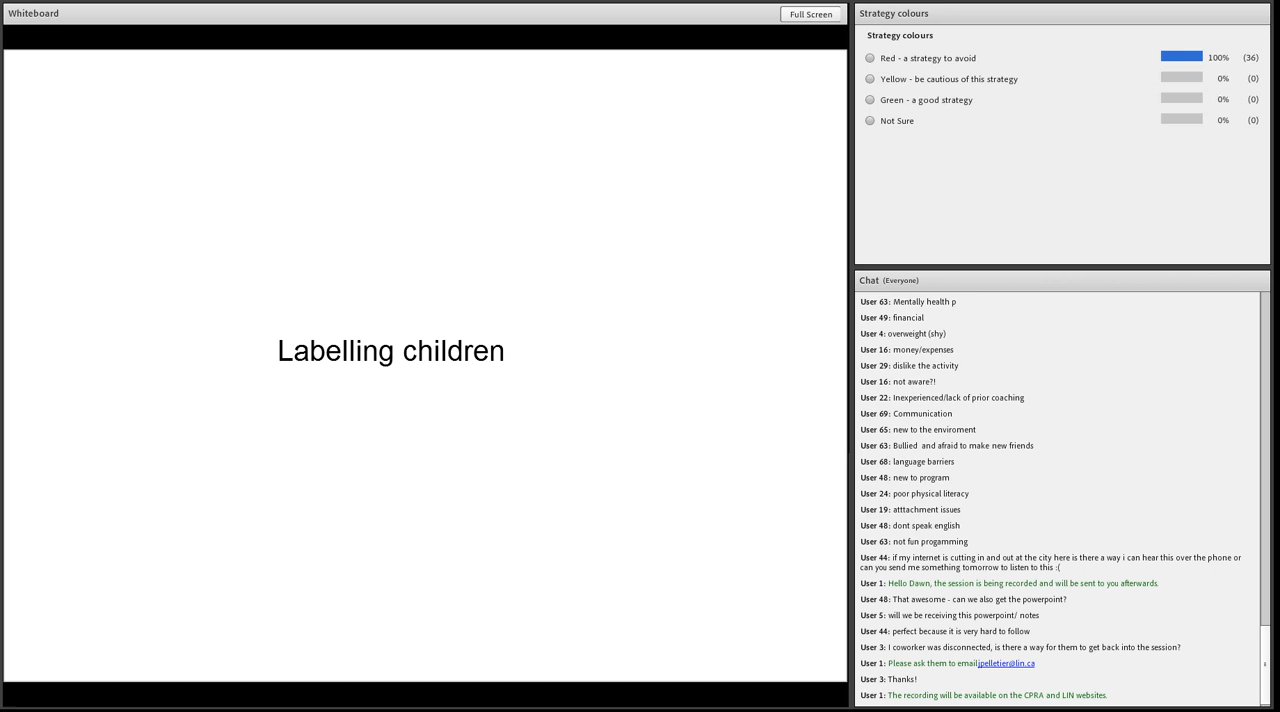 Whiteboard
Full Screen
Labelling children
Strategy colours
Strategy colours
Red - a strategy to avoid 100% (36)
Yellow - be cautious of this strategy 0% (0)
Green - a good strategy 0% (0)
Not Sure 0% (0)
Chat (Everyone)
User 63: Mentally health p
User 49: financial
User 4: overweight (shy)
User 16: money/expenses
User 29: dislike the activity
User 16: not aware?!
User 22: Inexperienced/lack of prior coaching
User 69: Communication
User 65: new to the enviroment
User 63: Bullied and afraid to make new friends
User 68: language barriers
User 48: new to program
User 24: poor physical literacy
User 19: atttachment issues
User 48: dont speak english
User 63: not fun progamming
User 44: if my internet is cutting in and out at the city here is there a way i can hear this over the phone or
can you send me something tomorrow to listen to this :(
User 1: Hello Dawn, the session is being recorded and will be sent to you afterwards.
User 48: That awesome - can we also get the powerpoint?
User 5: will we be receiving this powerpoint/ notes
User 44: perfect because it is very hard to follow
User 3: I coworker was disconnected, is there a way for them to get back into the session?
User 1: Please ask them to emailjpelletier@lin.ca
User 3: Thanks!
User 1: The recording will be available on the CPRA and LIN websites.